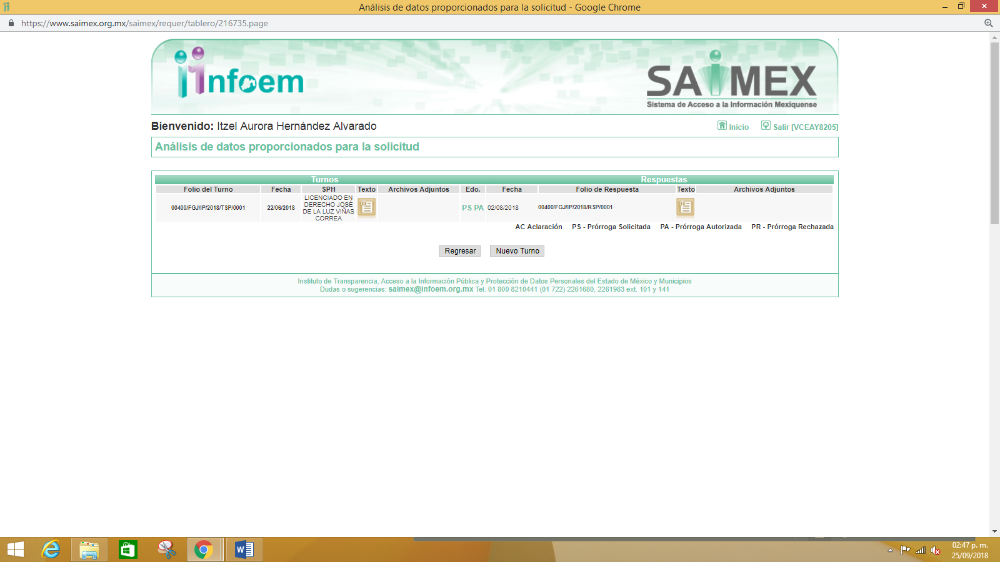 Análisis de datos proporcionados para la solicitud - Google Chrome
https://www.saimex.org.mx/saimex/requer/tablero/216735.page
infoem
SAIMEX
Sistema de Acceso a la Información Mexiquense
Bienvenido: Itzel Aurora Hernández Alvarado
Inicio Salir [VCEAY8205]
Análisis de datos proporcionados para la solicitud
Turnos Respuestas
Folio del Turno Fecha SPH Texto Archivos Adjuntos Edo. Fecha Folio de Respuesta Texto Archivos Adjuntos
00400/FGJ/IP/2018/TSP/0001 22/06/2018 LICENCIADO EN
DERECHO JOSÉ
DE LA LUZ VIÑAS
CORREA
PS PA 02/08/2018 00400/FGJ/IP/2018/RSP/0001
AC Aclaración PS - Prórroga Solicitada PA - Prórroga Autorizada PR - Prórroga Rechazada
Regresar Nuevo Turno
Instituto de Transparencia, Acceso a la Información Pública y Protección de Datos Personales del Estado de México y Municipios
Dudas o sugerencias: saimex@infoem.org.mx Tel. 01 800 8210441 (01 722) 2261680, 2261983 ext. 101 y 141
02:47 p. m.
25/09/2018